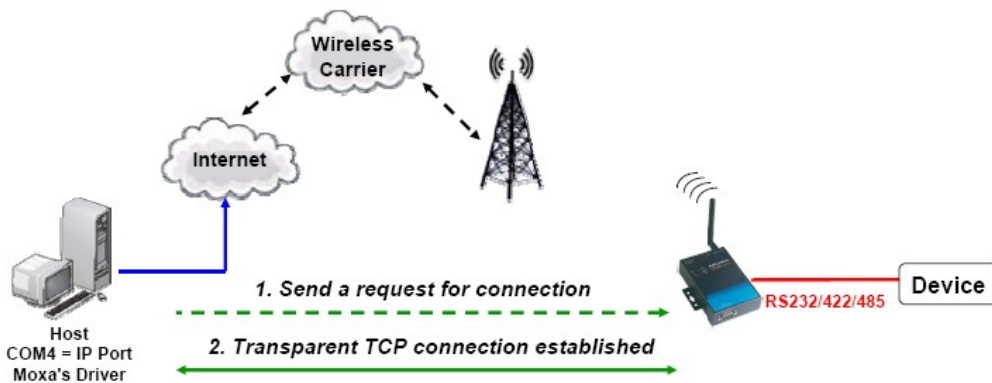 Wireless
Carrier
Internet
1. Send a request for connection
RS232/422/485
Device
Host
COM4 = IP Port
Moxa's Driver
2. Transparent TCP connection established